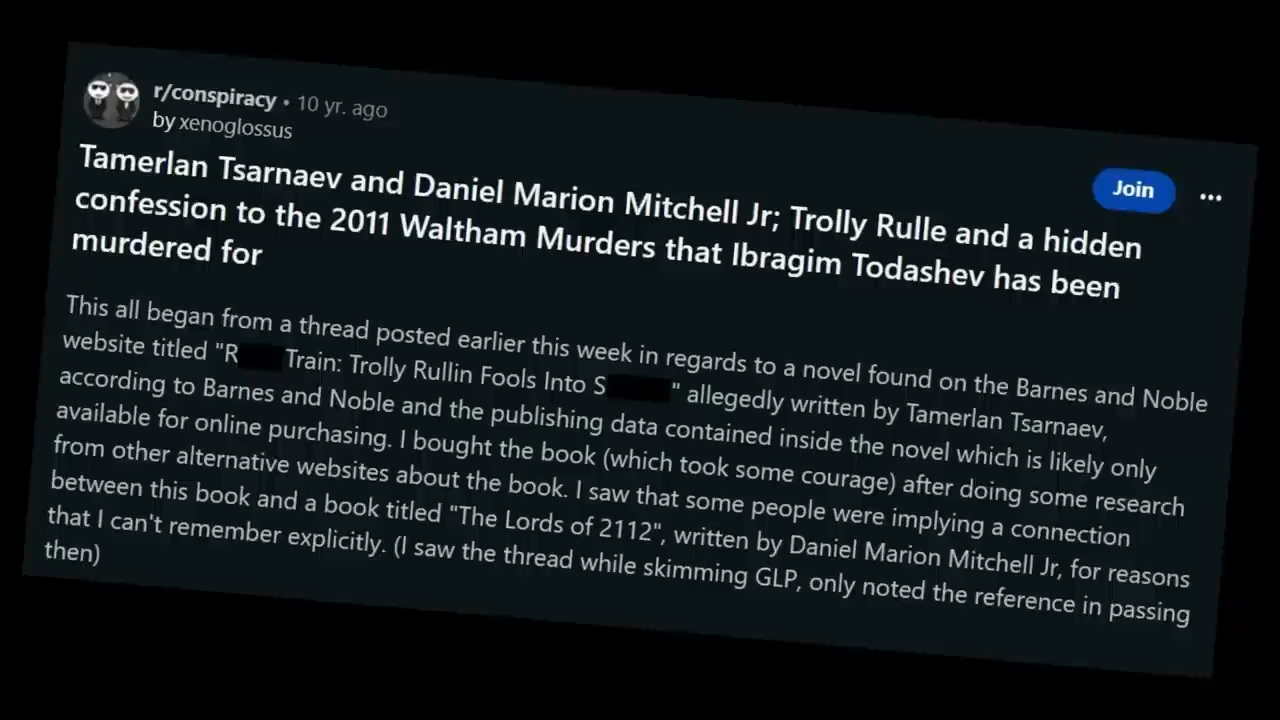 r/conspiracy • 10 yr. ago
by xenoglossus
Join
Tamerlan Tsarnaev and Daniel Marion Mitchell Jr; Trolly Rulle and a hidden
confession to the 2011 Waltham Murders that Ibragim Todashev has been
murdered for
This all began from a thread posted earlier this week in regards to a novel found on the Barnes and Noble
website titled "R Train: Trolly Rullin Fools Into S " allegedly written by Tamerlan Tsarnaev,
according to Barnes and Noble and the publishing data contained inside the novel which is likely only
available for online purchasing. I bought the book (which took some courage) after doing some research
from other alternative websites about the book. I saw that some people were implying a connection
between this book and a book titled "The Lords of 2112", written by Daniel Marion Mitchell Jr, for reasons
that I can't remember explicitly. (I saw the thread while skimming GLP, only noted the reference in passing
then)